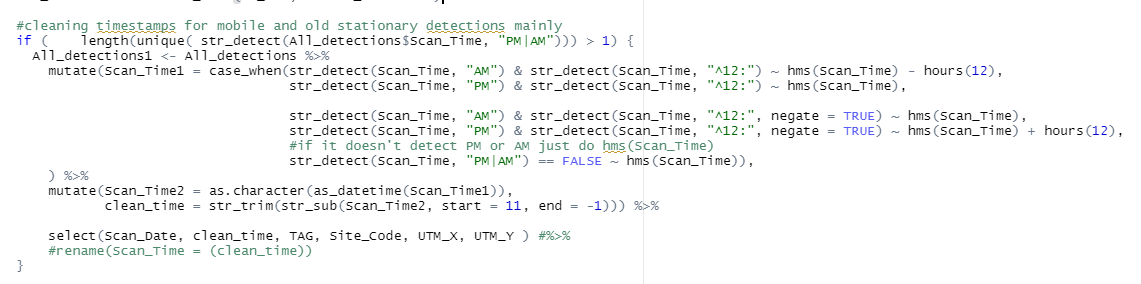 #cleaning timestamps for mobile and old stationary detections mainly
if (    length(unique( str_detect(All_detections$Scan_Time, "PM|AM"))) > 1) {
  All_detections1 <- All_detections %>%
    mutate(Scan_Time1 = case_when(str_detect(Scan_Time, "AM") & str_detect(Scan_Time, "^12:") ~ hms(Scan_Time) - hours(12),
                                  str_detect(Scan_Time, "PM") & str_detect(Scan_Time, "^12:") ~ hms(Scan_Time),
                                  str_detect(Scan_Time, "AM") & str_detect(Scan_Time, "^12:", negate = TRUE) ~ hms(Scan_Time),
                                  str_detect(Scan_Time, "PM") & str_detect(Scan_Time, "^12:", negate = TRUE) ~ hms(Scan_Time) + hours(12),
                                  #if it doesn't detect PM or AM just do hms(Scan_Time)
                                  str_detect(Scan_Time, "PM|AM") == FALSE ~ hms(Scan_Time)),
    ) %>%
    mutate(Scan_Time2 = as.character(as_datetime(Scan_Time1)),
           clean_time = str_trim(str_sub(Scan_Time2, start = 11, end = -1))) %>%
    select(Scan_Date, clean_time, TAG, Site_Code, UTM_X, UTM_Y ) #%>%
    #rename(Scan_Time = (clean_time))
}